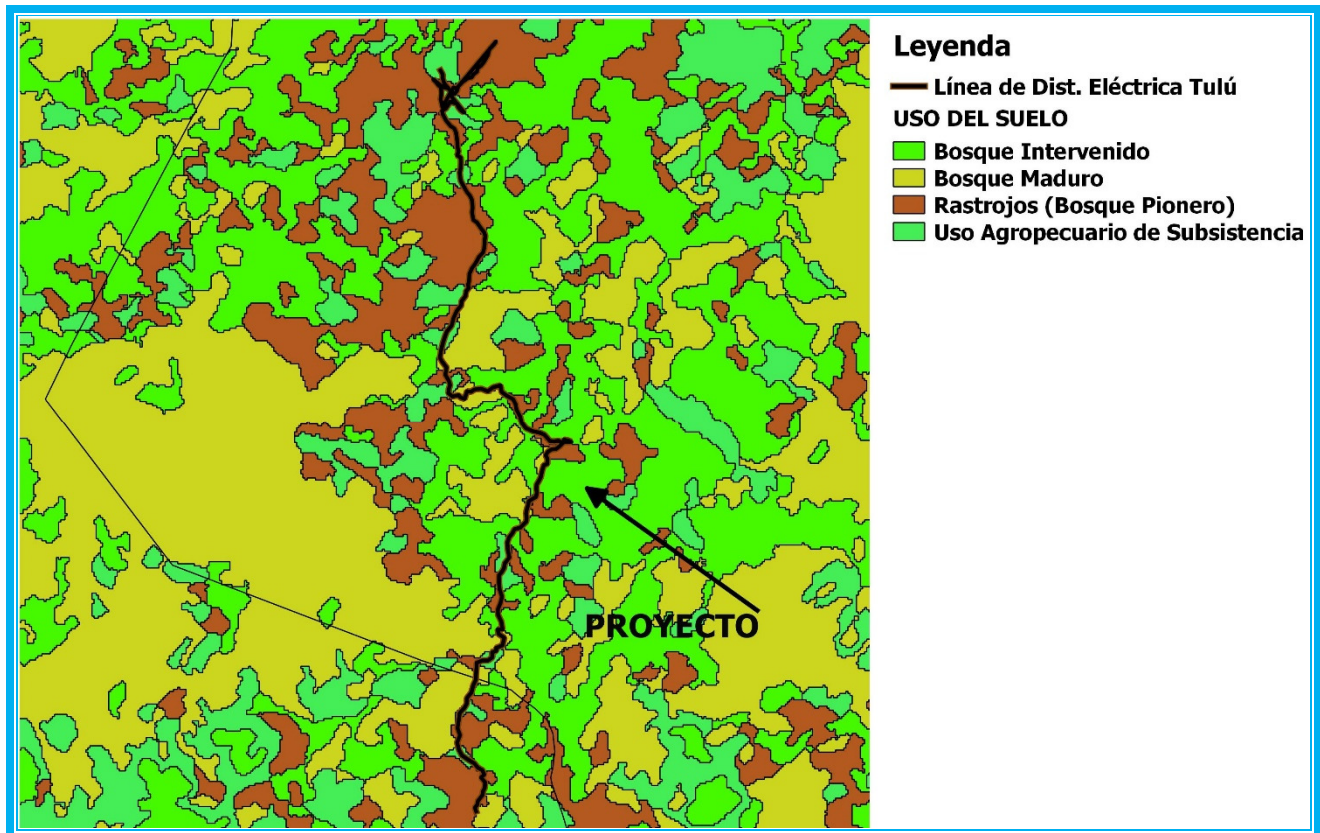 Leyenda
Línea de Dist. Eléctrica Tulú
USO DEL SUELO
Bosque Intervenido
Bosque Maduro
Rastrojos (Bosque Pionero)
Uso Agropecuario de Subsistencia
PROYECTO